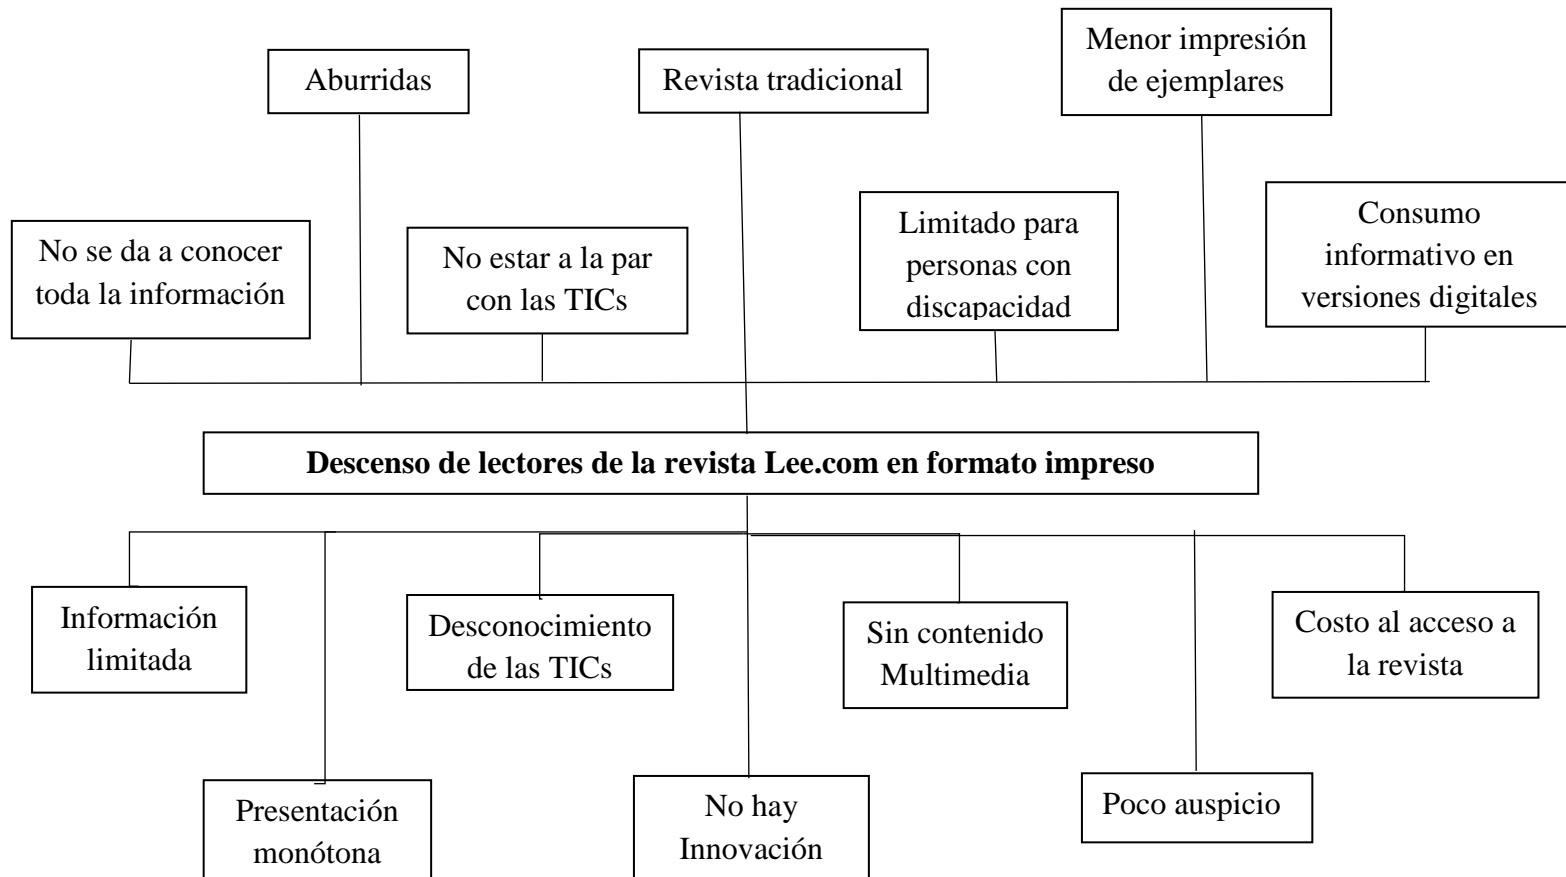 Aburridas
Revista tradicional
Menor impresión
de ejemplares
No se da a conocer
toda la información
No estar a la par
con las TICs
Limitado para
personas con
discapacidad
Consumo
informativo en
versiones digitales
Descenso de lectores de la revista Lee.com en formato impreso
Información
limitada
Desconocimiento
de las TICs
Sin contenido
Multimedia
Costo al acceso a
la revista
Presentación
monótona
No hay
Innovación
Poco auspicio